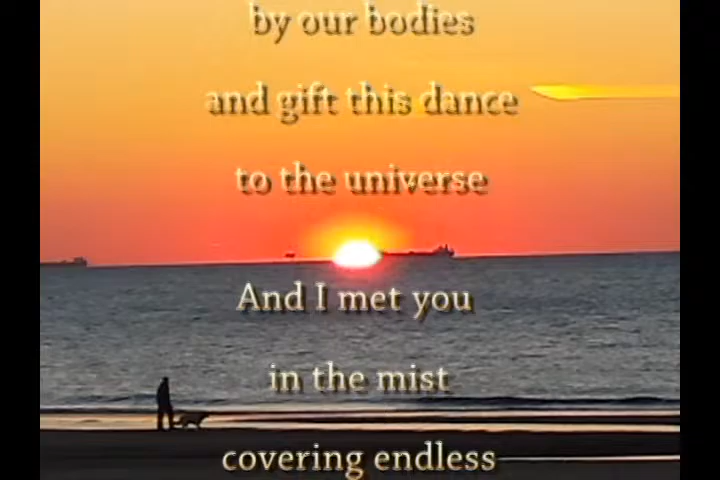 by our bodies
and gift this dance
to the universe
And I met you
in the mist
covering endless